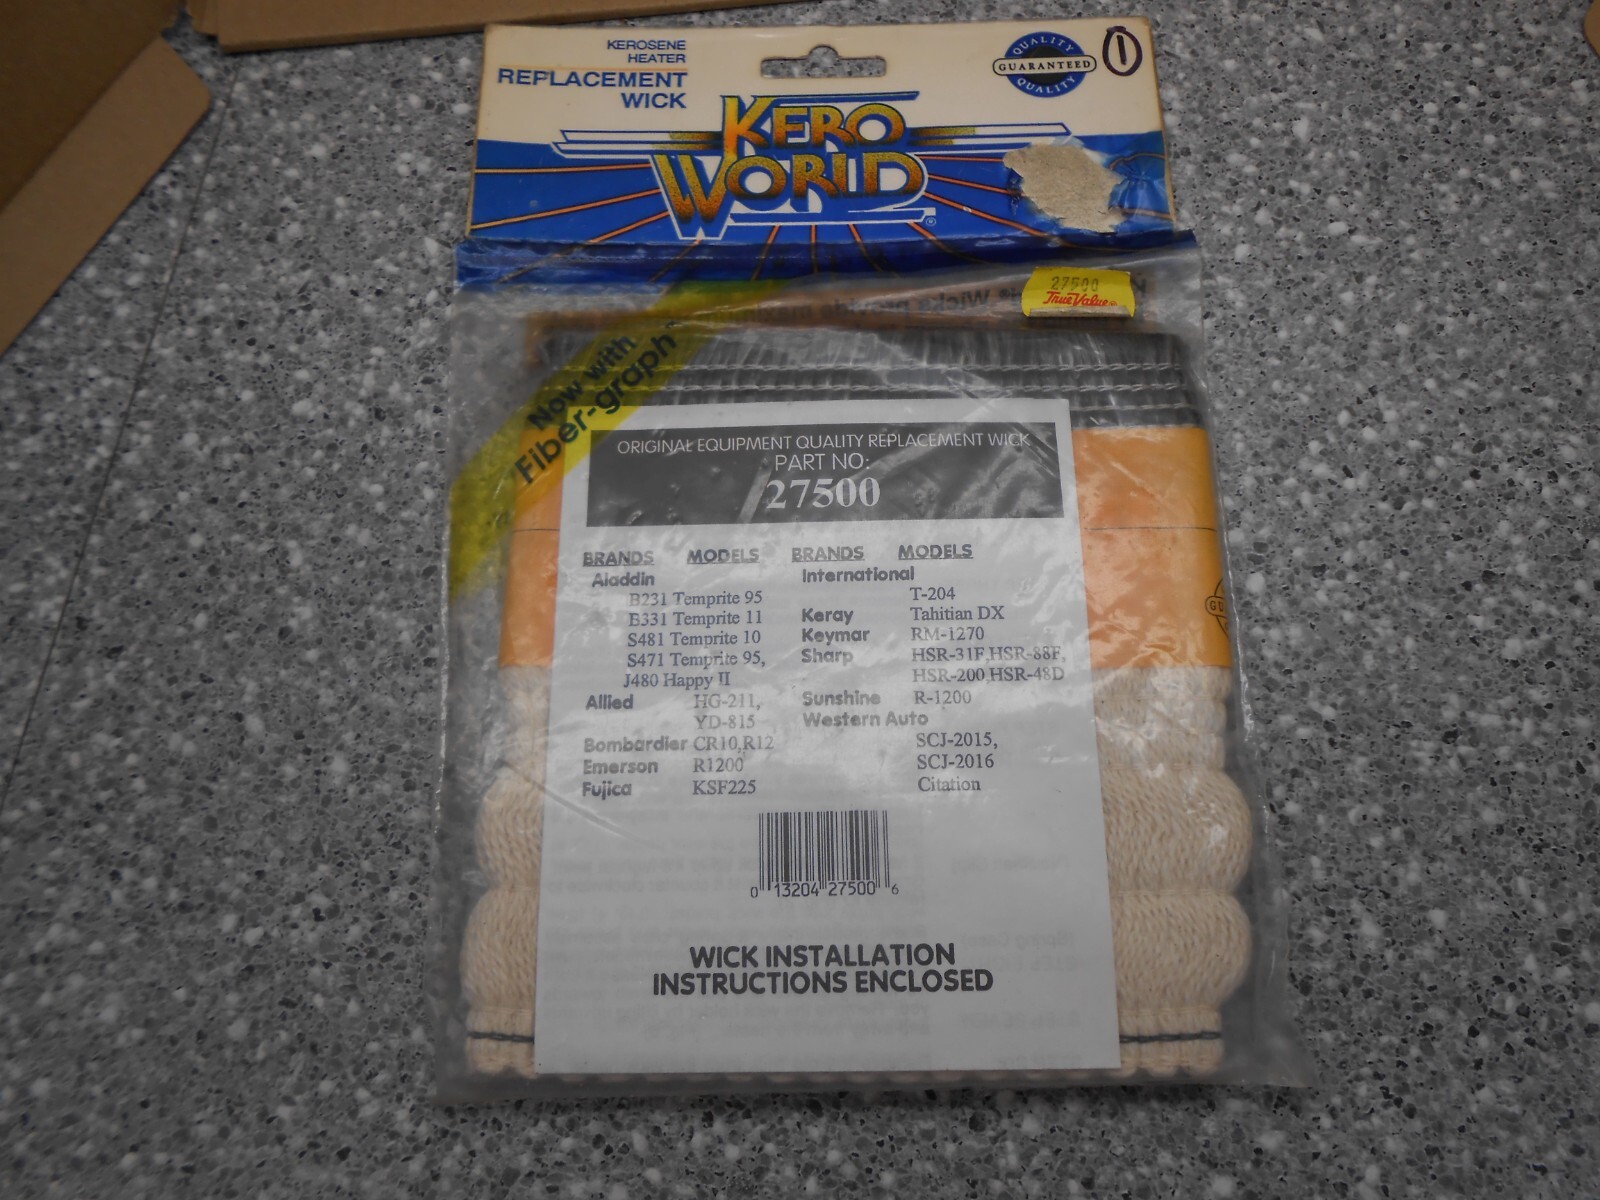 KEROSENE
HEATER
REPLACEMENT
WICK
QUALITY
GUARANTEED
QUALITY
1
KERO
WORLD®
27500
True Value
Now with
Fiber-graph
ORIGINAL EQUIPMENT QUALITY REPLACEMENT WICK
PART NO:
27500
BRANDS MODELS BRANDS MODELS
Aladdin International
B231 Temprite 95 T-204
B331 Temprite 11 Keray Tahitian DX
S481 Temprite 10 Keymar RM-1270
S471 Temprite 95, Sharp HSR-31F,HSR-88F,
J480 Happy II HSR-200,HSR-48D
Allied HG-211, Sunshine R-1200
YD-815 Western Auto
Bombardier CR10,R12 SCJ-2015,
Emerson R1200 SCJ-2016
Fujica KSF225 Citation
0 13204 27500 6
WICK INSTALLATION
INSTRUCTIONS ENCLOSED